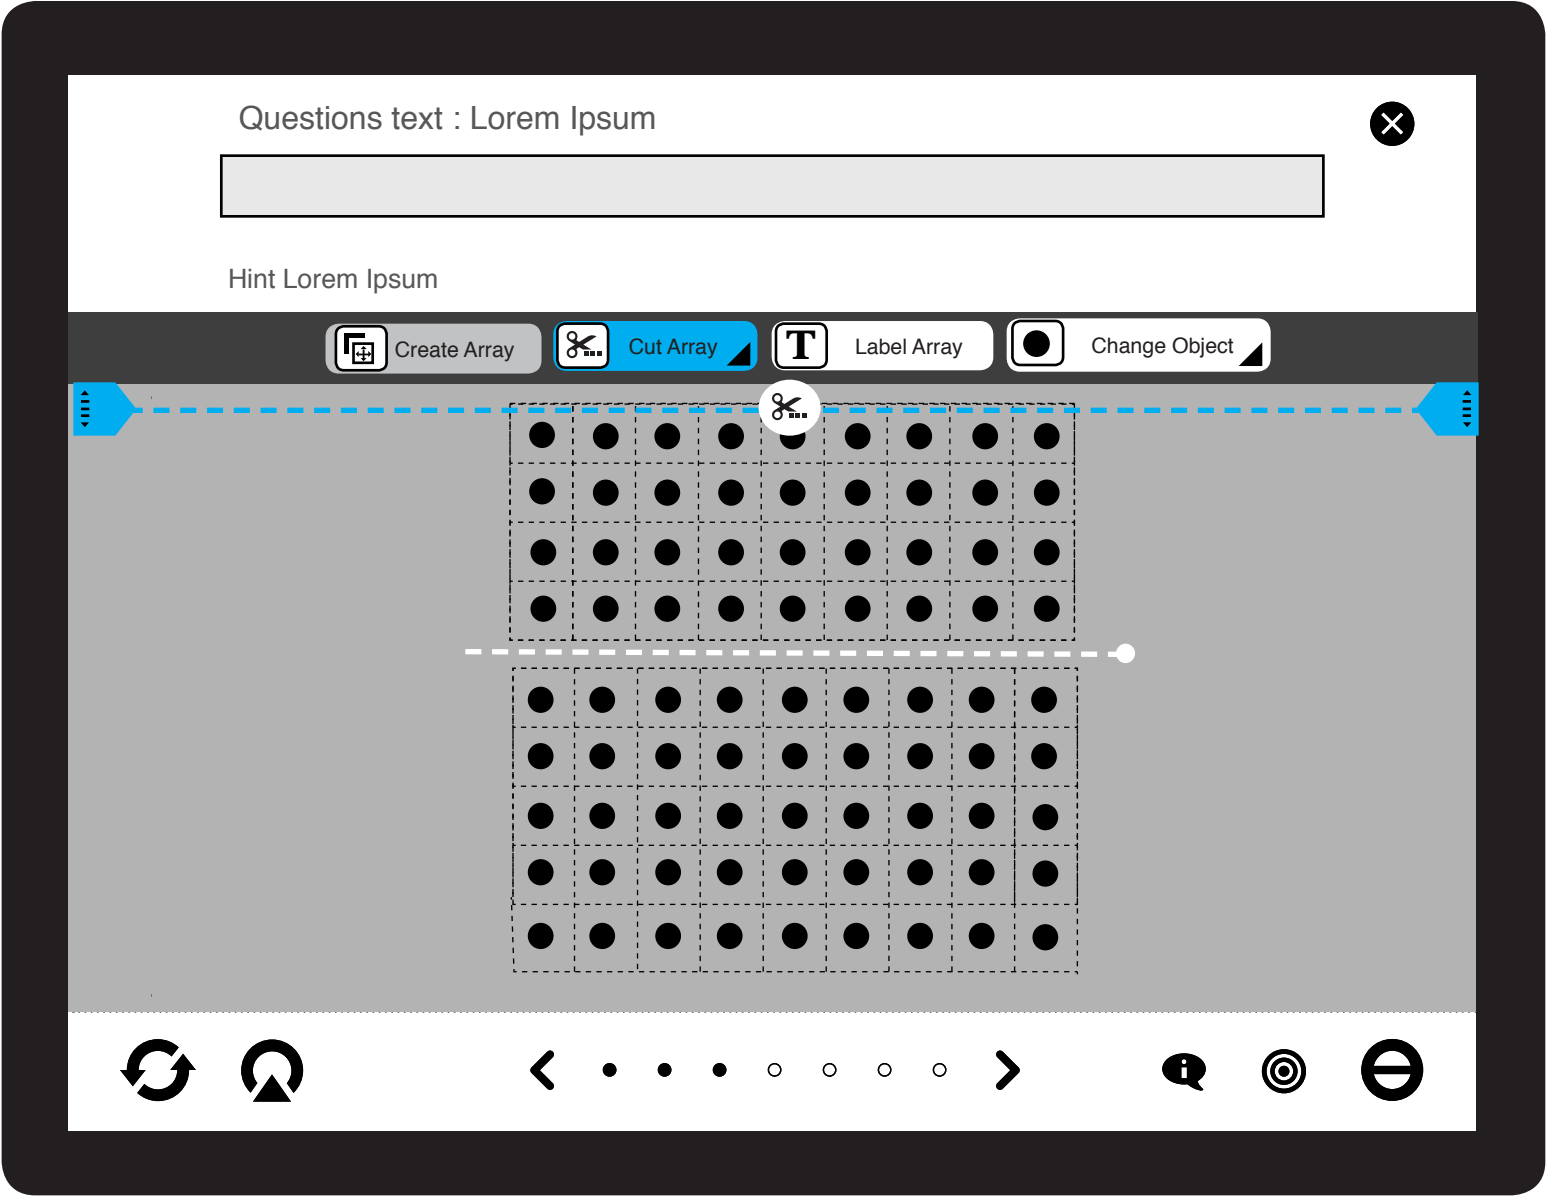 Questions text : Lorem Ipsum
Hint Lorem Ipsum
Create Array
Cut Array
T
Label Array
Change Object
i